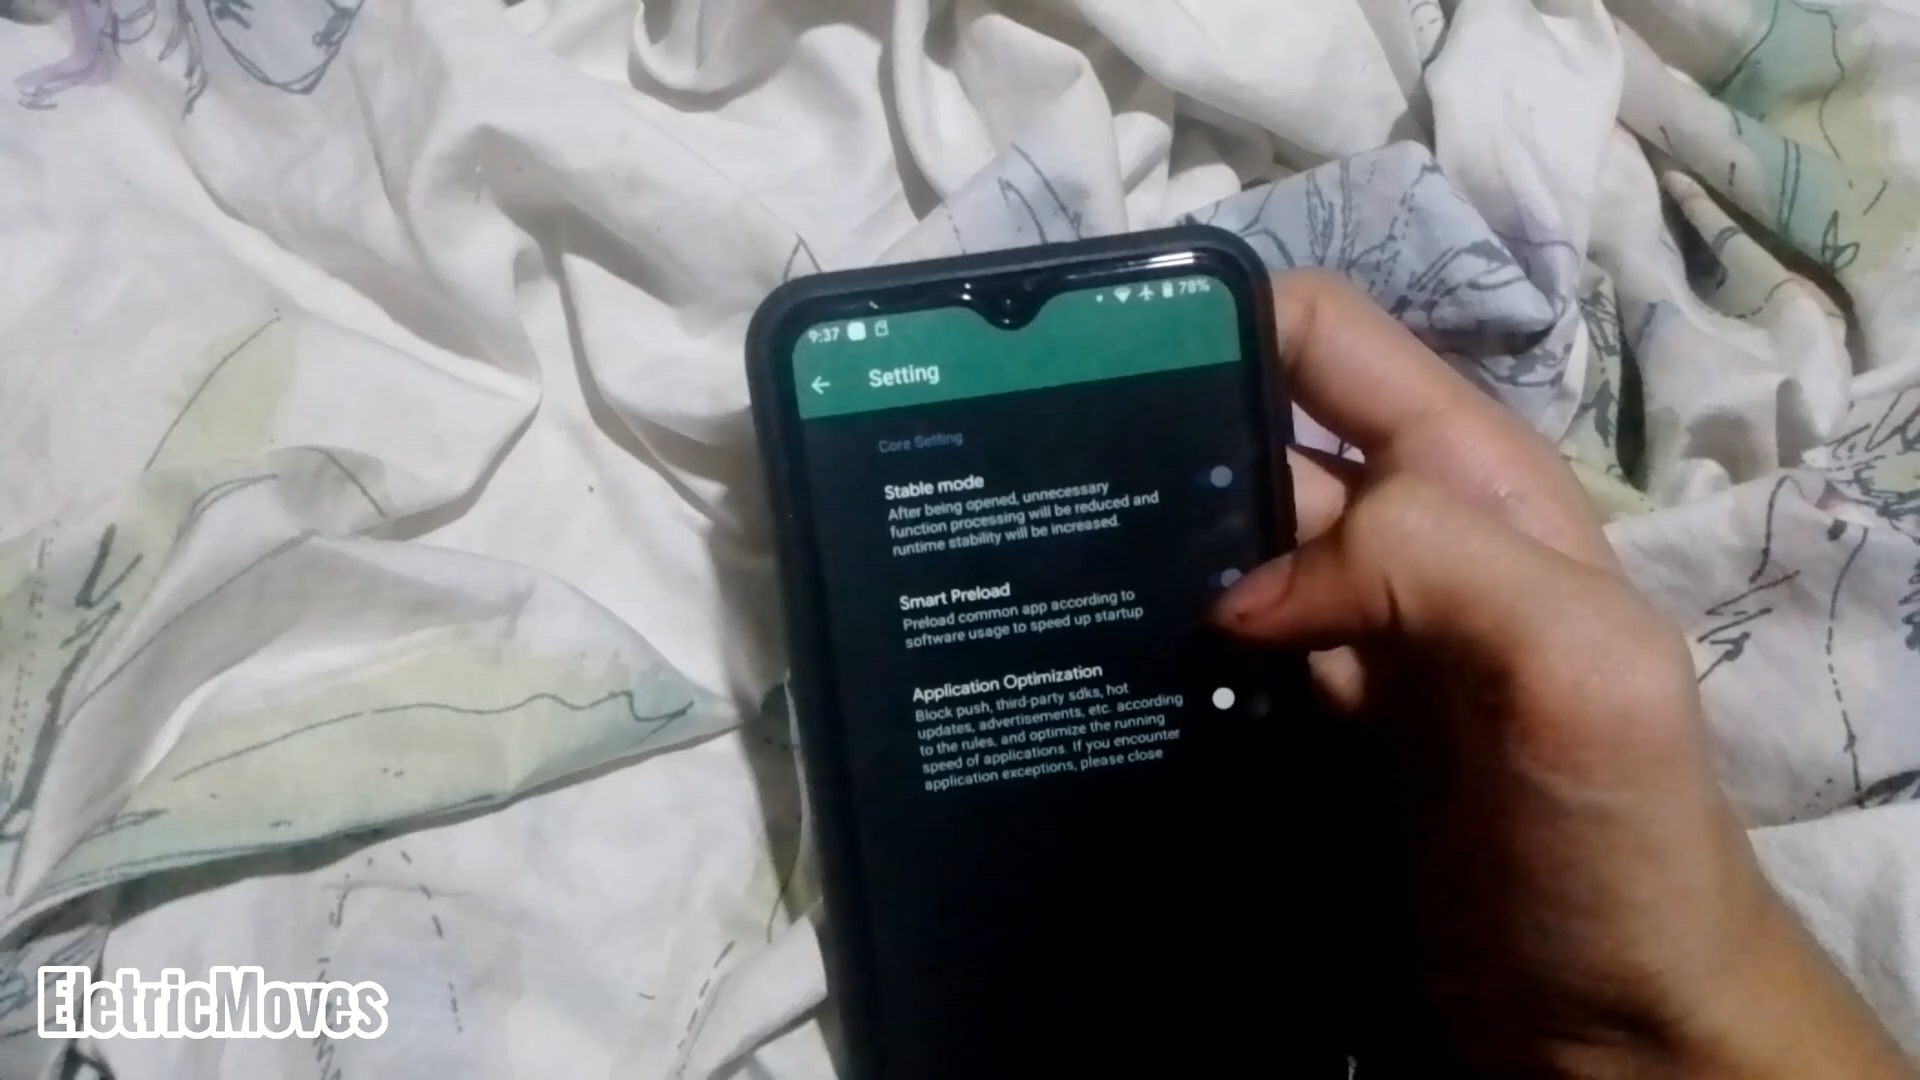 9:37
78%
Setting
Core Setting
Stable mode
After being opened, unnecessary
function processing will be reduced and
runtime stability will be increased.
Smart Preload
Preload common app according to
software usage to speed up startup
Application Optimization
Block push, third-party sdks, hot
updates, advertisements, etc. according
to the rules, and optimize the running
speed of applications. If you encounter
application exceptions, please close
EletricMoves